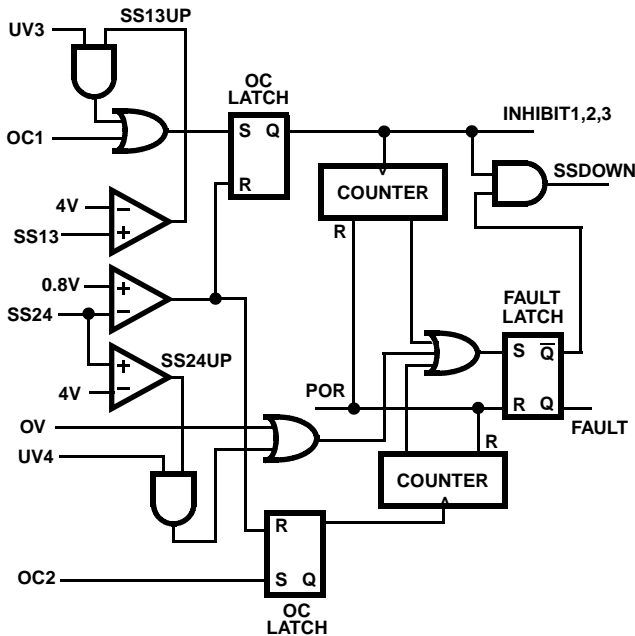 SS13UP
UV3
OC
LATCH
S Q
INHIBIT1,2,3
OC1
R
SSDOWN
COUNTER
4V
−
+
SS13
R
0.8V
+
−
SS24
FAULT
LATCH
SS24UP
S Q̅
+
−
4V
POR
R Q
FAULT
OV
R
UV4
COUNTER
R
OC2
S Q
OC
LATCH